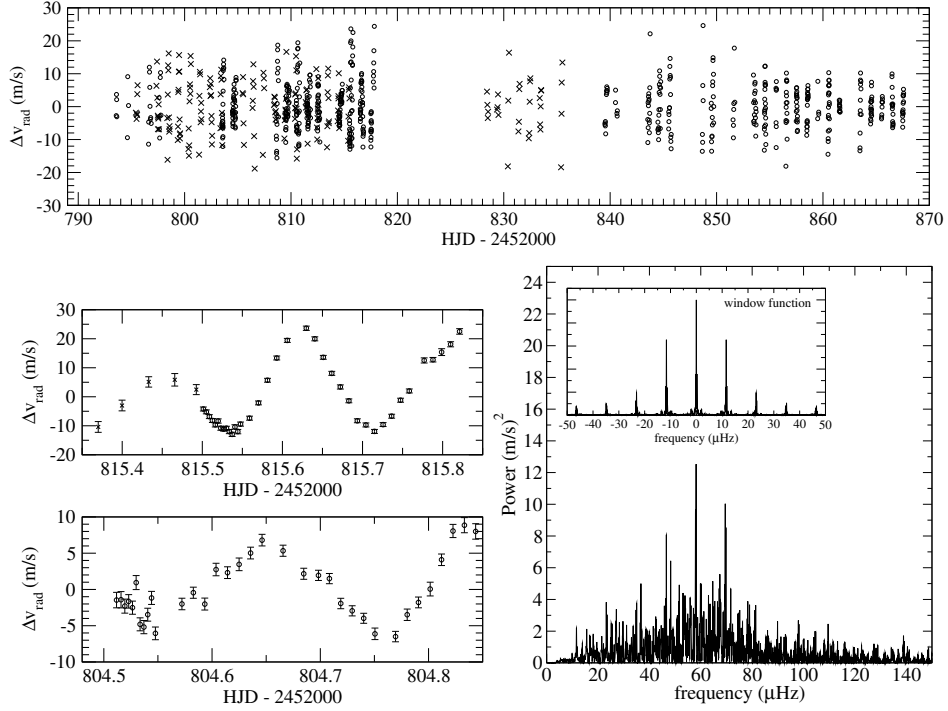 30
20
10
0
-10
-20
-30
Δv_rad (m/s)
790 800 810 820 830 840 850 860 870
HJD - 2452000
30
20
10
0
-10
-20
Δv_rad (m/s)
815.4 815.5 815.6 815.7 815.8
HJD - 2452000
10
5
0
-5
-10
Δv_rad (m/s)
804.5 804.6 804.7 804.8
HJD - 2452000
24
22
20
18
16
14
12
10
8
6
4
2
0
Power (m/s)²
window function
-50 -40 -30 -20 -10 0 10 20 30 40 50
frequency (μHz)
0 20 40 60 80 100 120 140
frequency (μHz)